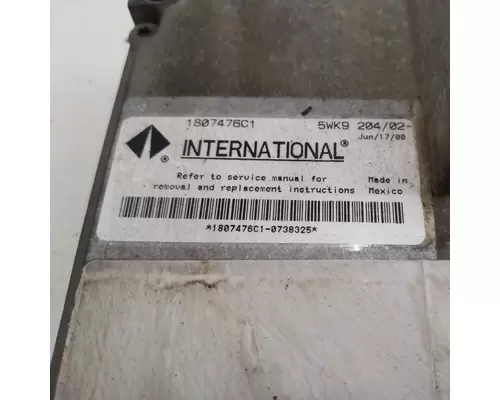 1807476C1 5WK9 204/02-
Jun/17/00
® INTERNATIONAL®
Refer to service manual for Made in
removal and replacement instructions Mexico
*1807476C1-0738325*